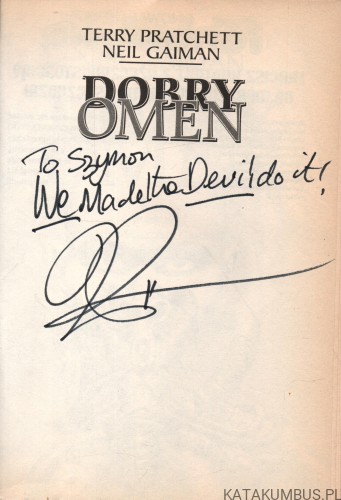 TERRY PRATCHETT
NEIL GAIMAN
DOBRY
OMEN
To Szymon
We Made the Devil do it!
KATAKUMBUS.PL